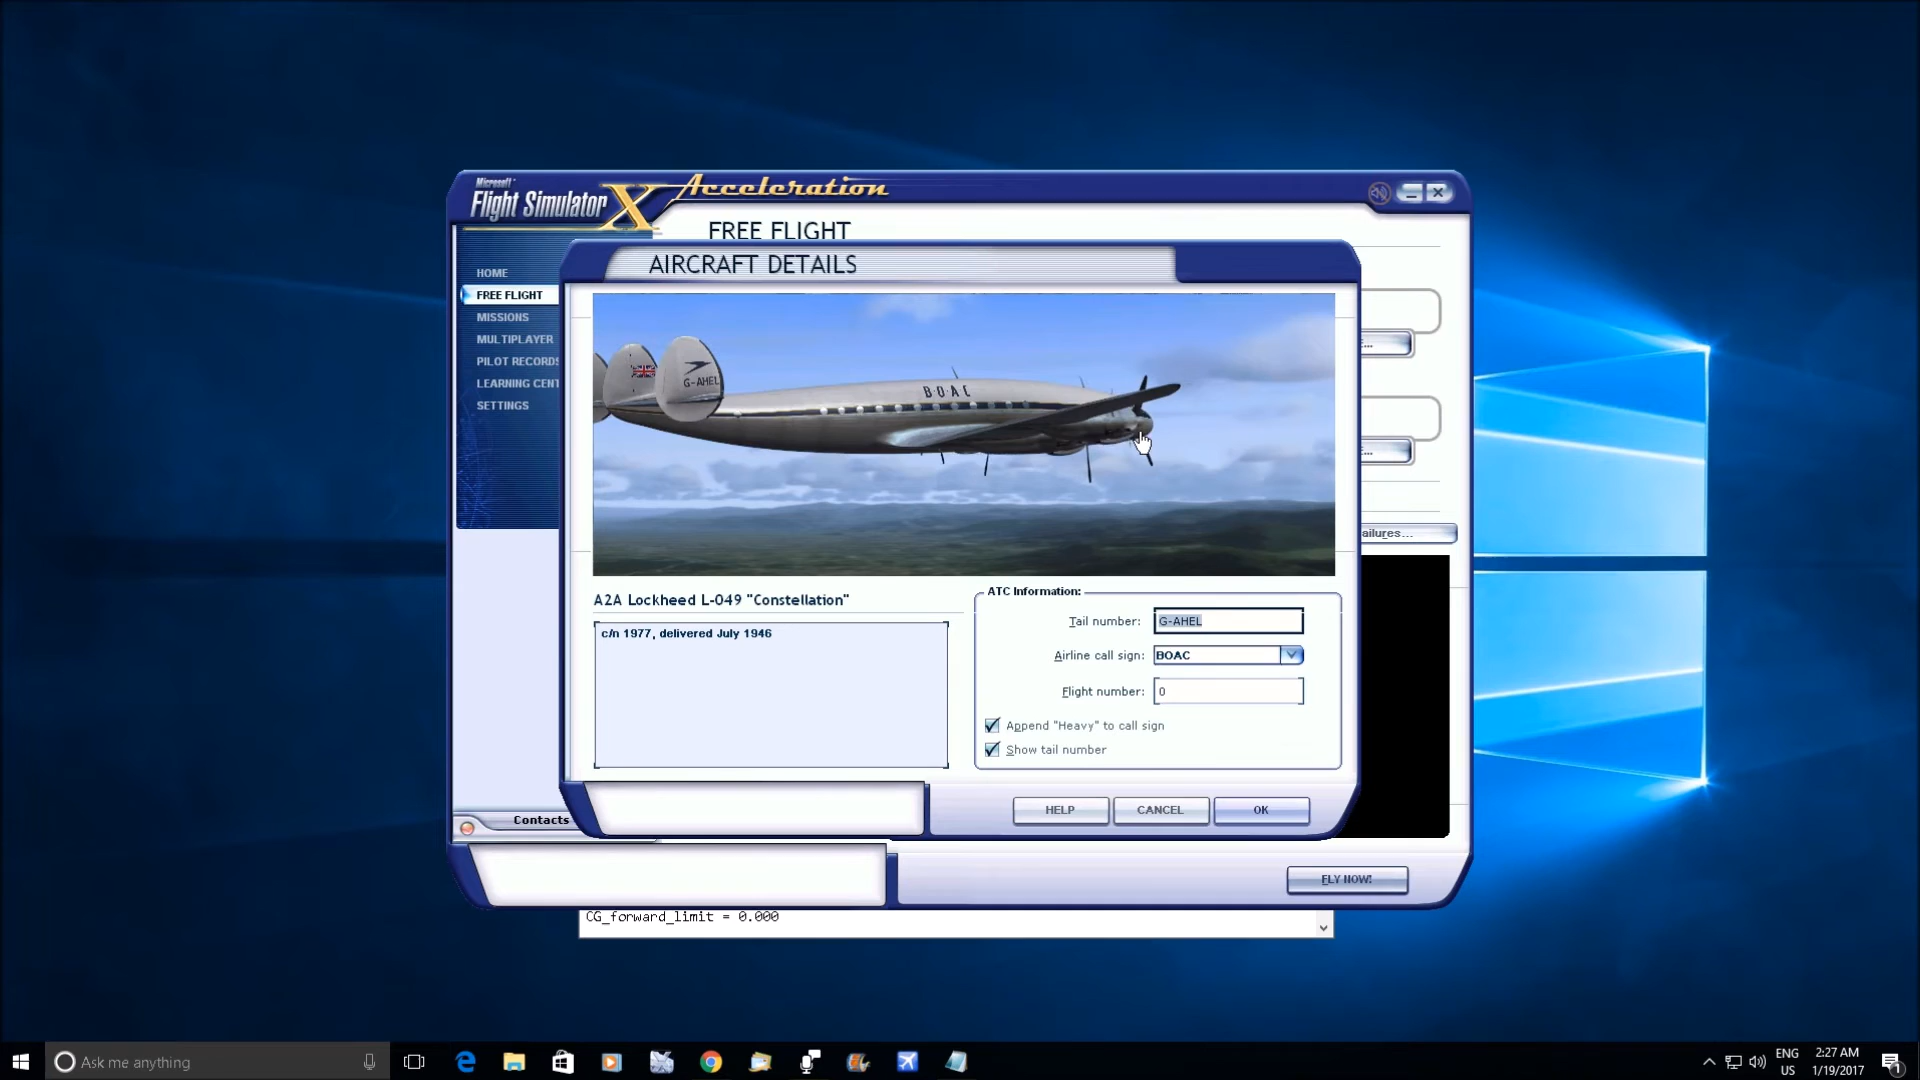 Microsoft
Flight Simulator X Acceleration
FREE FLIGHT
AIRCRAFT DETAILS
HOME
FREE FLIGHT
MISSIONS
MULTIPLAYER
PILOT RECORDS
LEARNING CENT
SETTINGS
G-AHEL
B·O·A·C
A2A Lockheed L-049 "Constellation"
c/n 1977, delivered July 1946
ATC Information:
Tail number: G-AHEL
Airline call sign: BOAC
Flight number: 0
Append "Heavy" to call sign
Show tail number
HELP CANCEL OK
e...
e...
ailures...
Contacts
FLY NOW!
CG_forward_limit = 0.000
Ask me anything
ENG
US
2:27 AM
1/19/2017
1